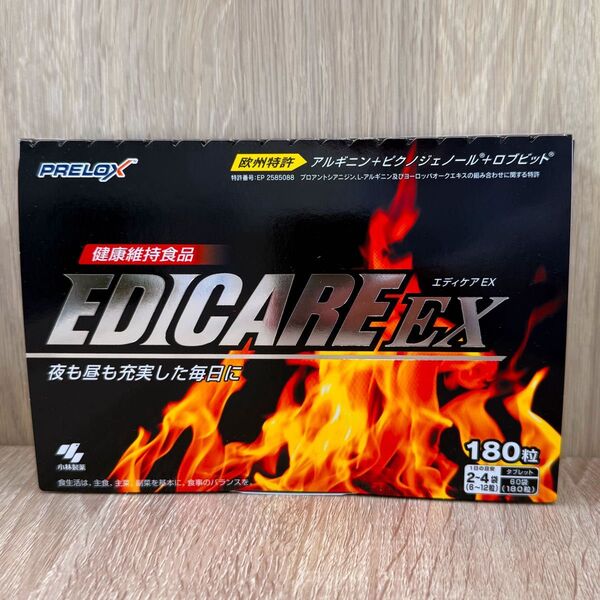 PRELOX™
欧州特許
アルギニン+ピクノジェノール®+ロブビット®
特許番号:EP 2585088 プロアントシアニジン、L-アルギニン及びヨーロッパオークエキスの組み合わせに関する特許
健康維持食品
エディケア EX
EDICARE EX
夜も昼も充実した毎日に
小林製薬
180粒
1日の目安
2~4袋
(6~12粒)
タブレット
60袋
(180粒)
食生活は、主食、主菜、副菜を基本に、食事のバランスを。